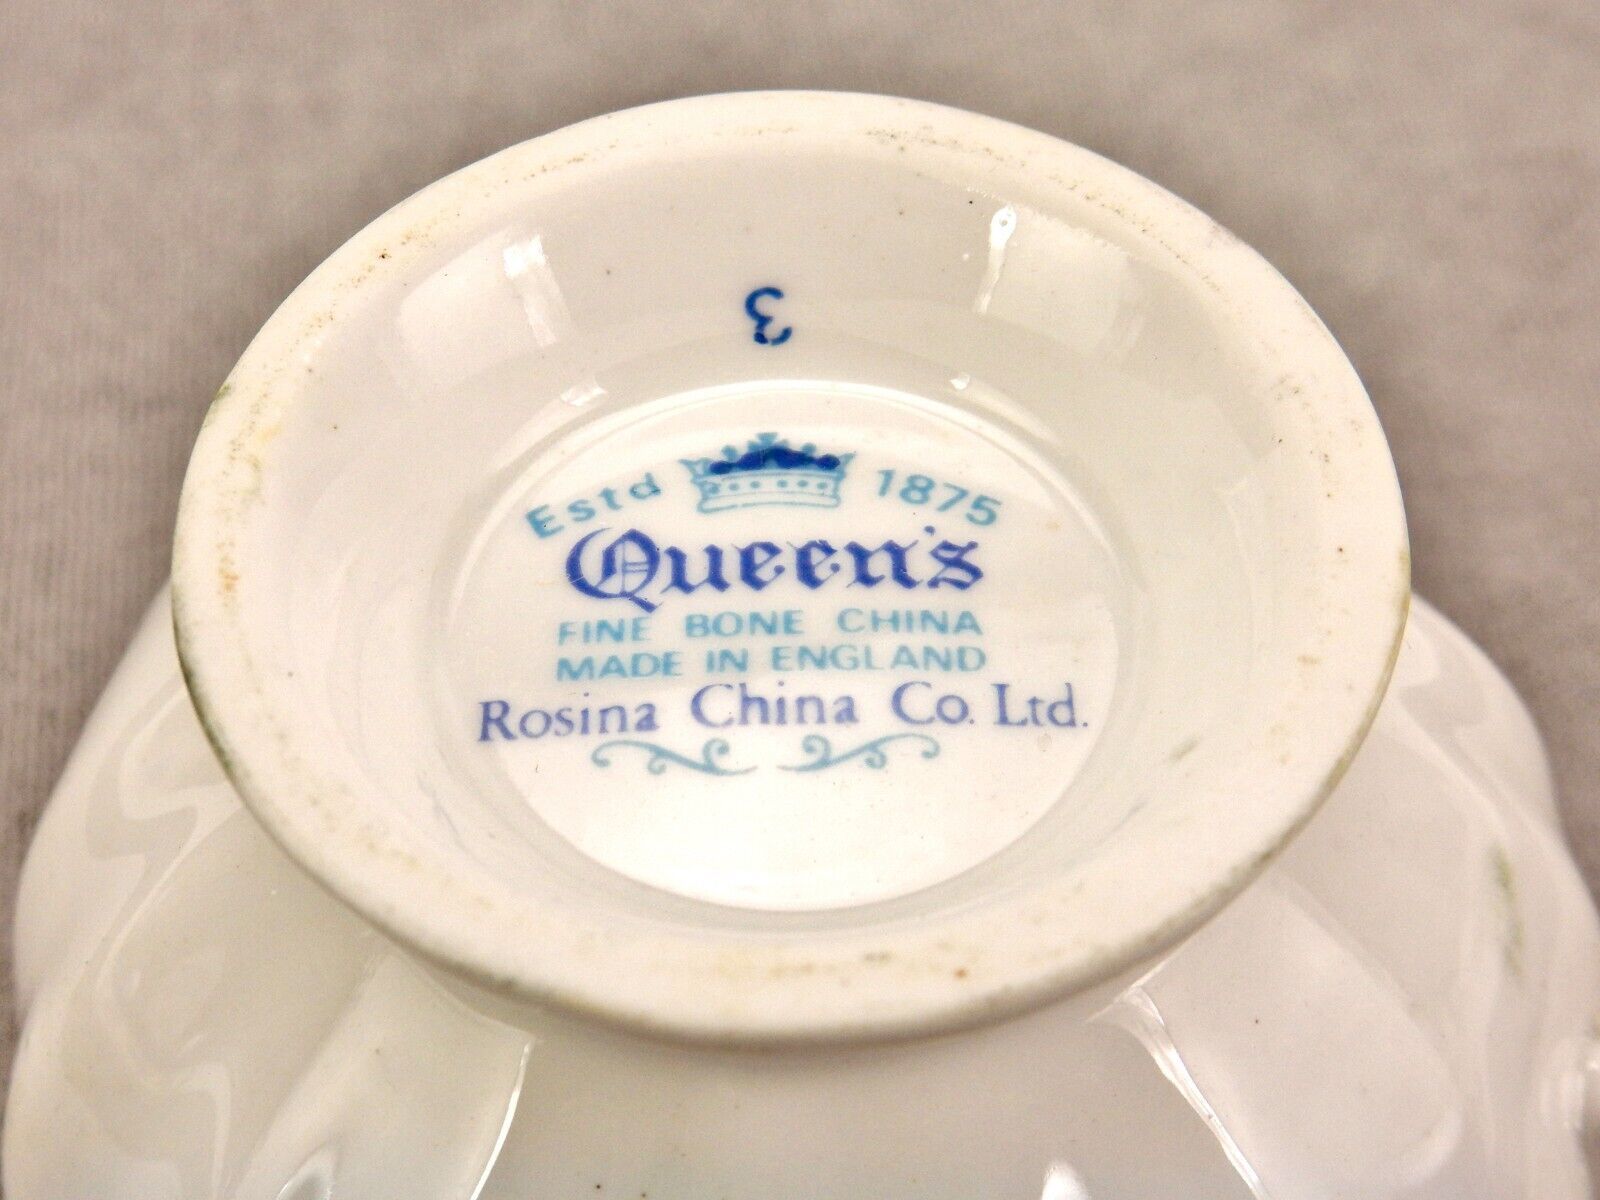 3
Estd 1875
Queen's
FINE BONE CHINA
MADE IN ENGLAND
Rosina China Co. Ltd.